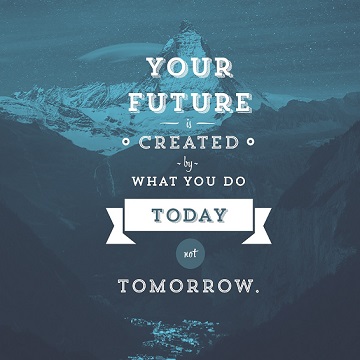 YOUR
FUTURE
is
CREATED
by
WHAT YOU DO
TODAY
not
TOMORROW.